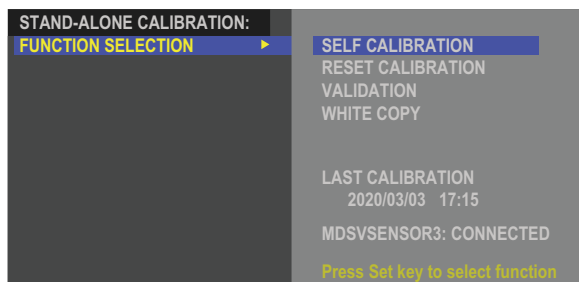 STAND-ALONE CALIBRATION:
FUNCTION SELECTION
SELF CALIBRATION
RESET CALIBRATION
VALIDATION
WHITE COPY
LAST CALIBRATION
2020/03/03 17:15
MDSVSENSOR3: CONNECTED
Press Set key to select function